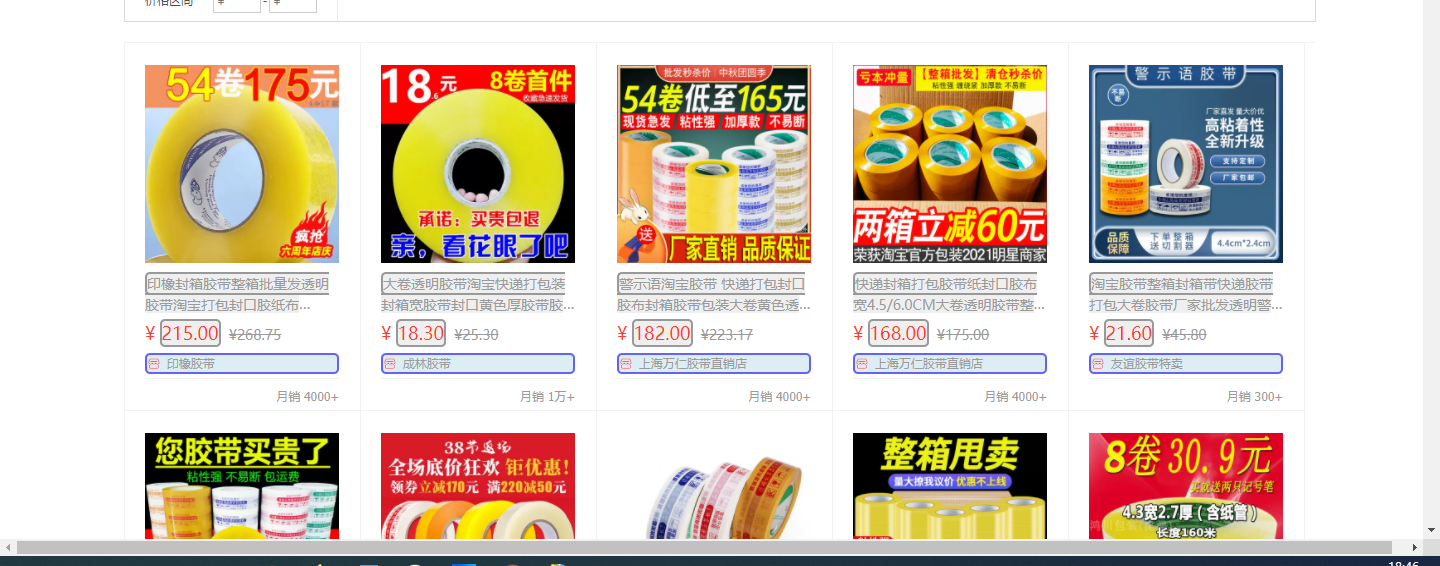 价格区间 ¥ - ¥
54卷175元
印橡封箱胶带整箱批量发透明
胶带淘宝打包封口胶纸布...
¥ 215.00 ¥268.75
印橡胶带
月销 4000+
疯抢
六周年店庆
18.6元
8卷首件
收藏急速发货
承诺：买贵包退
亲，看花眼了吧
大卷透明胶带淘宝快递打包装
封箱宽胶带封口黄色厚胶带胶...
¥ 18.30 ¥25.30
成林胶带
月销 1万+
批发秒杀价 中秋团圆季
54卷低至165元
现货急发 粘性强 加厚款 不易断
送
厂家直销 品质保证
警示语淘宝胶带 快递打包封口
胶布封箱胶带包装大卷黄色透...
¥ 182.00 ¥223.17
上海万仁胶带直销店
月销 4000+
亏本冲量
【整箱批发】清仓秒杀价
粘性强 缠绕紧 加厚款 不易断
两箱立减60元
荣获淘宝官方包装2021明星商家
快递封箱打包胶带纸封口胶布
宽4.5/6.0CM大卷透明胶带整...
¥ 168.00 ¥175.00
上海万仁胶带直销店
月销 4000+
警示语胶带
不易断
厂家直发 量大价优
高粘着性
全新升级
支持定制
厂家包邮
品质保障
下单整箱
送切割器
4.4cm*2.4cm
淘宝胶带整箱封箱带快递胶带
打包大卷胶带厂家批发透明警...
¥ 21.60 ¥45.80
友谊胶带特卖
月销 300+
您胶带买贵了
粘性强 不易断 包运费
38节返场
全场底价狂欢 钜优惠!
领券立减170元 满220减50元
整箱甩卖
量大撩我议价 优惠不上线
8卷30.9元
买就送两只记号笔
4.3宽2.7厚(含纸管)
长度160米
18:46